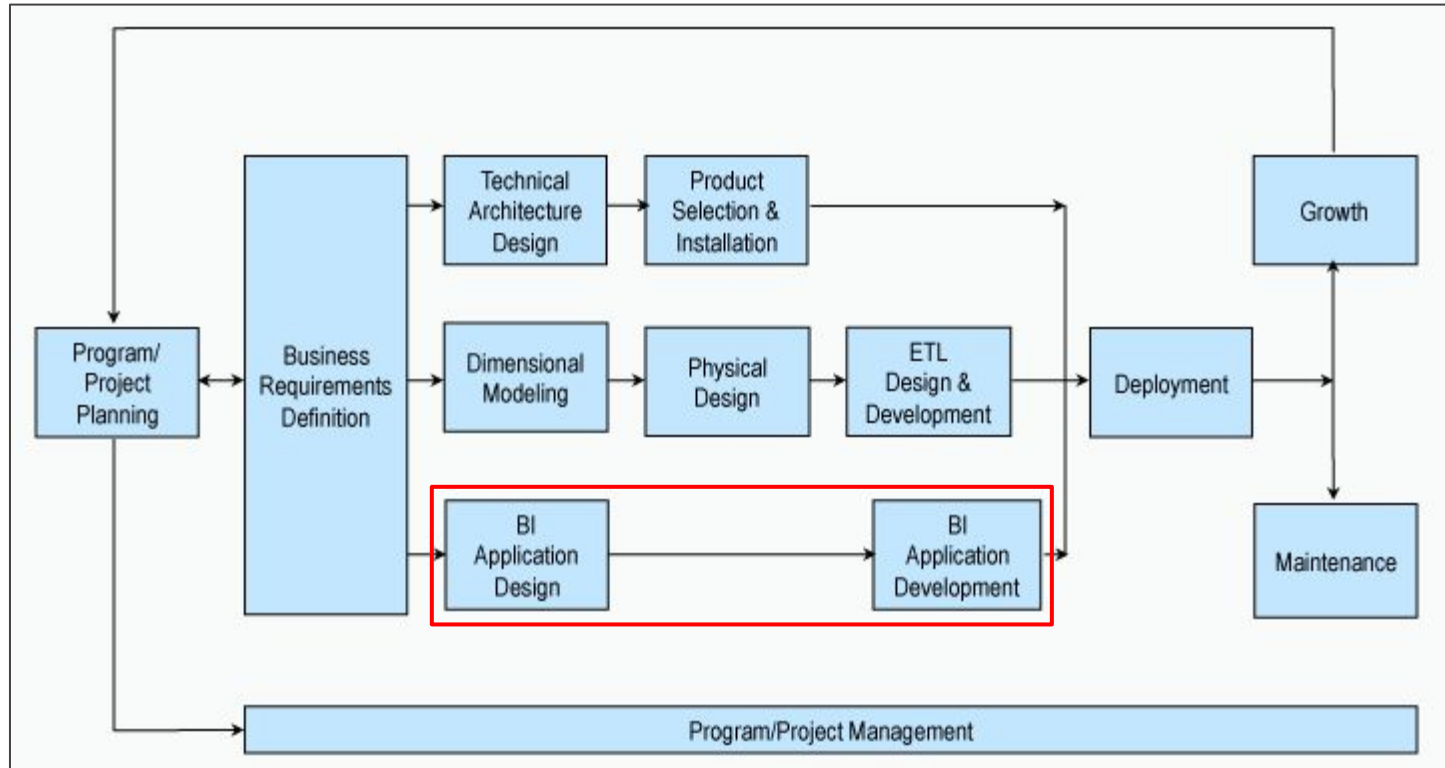 Technical
Architecture
Design
Product
Selection &
Installation
Growth
Program/
Project
Planning
Business
Requirements
Definition
Dimensional
Modeling
Physical
Design
ETL
Design &
Development
Deployment
BI
Application
Design
BI
Application
Development
Maintenance
Program/Project Management